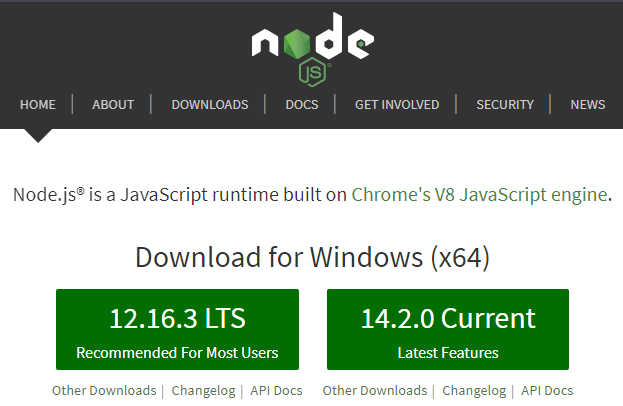 node
JS
HOME | ABOUT | DOWNLOADS | DOCS | GET INVOLVED | SECURITY | NEWS
Node.js® is a JavaScript runtime built on Chrome's V8 JavaScript engine.
Download for Windows (x64)
12.16.3 LTS 14.2.0 Current
Recommended For Most Users Latest Features
Other Downloads | Changelog | API Docs Other Downloads | Changelog | API Docs